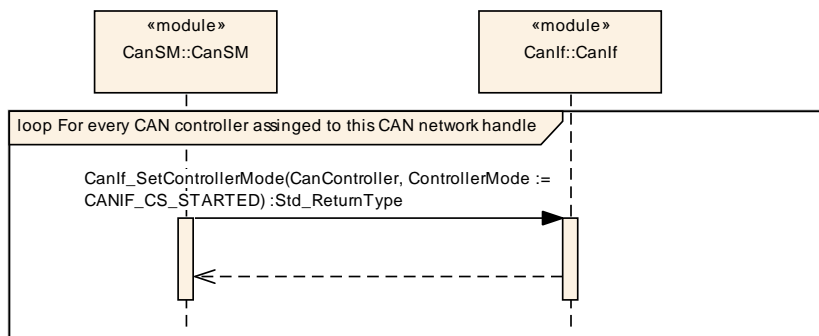 «module»
CanSM::CanSM
«module»
CanIf::CanIf
loop For every CAN controller assinged to this CAN network handle
CanIf_SetControllerMode(CanController, ControllerMode :=
CANIF_CS_STARTED) :Std_ReturnType